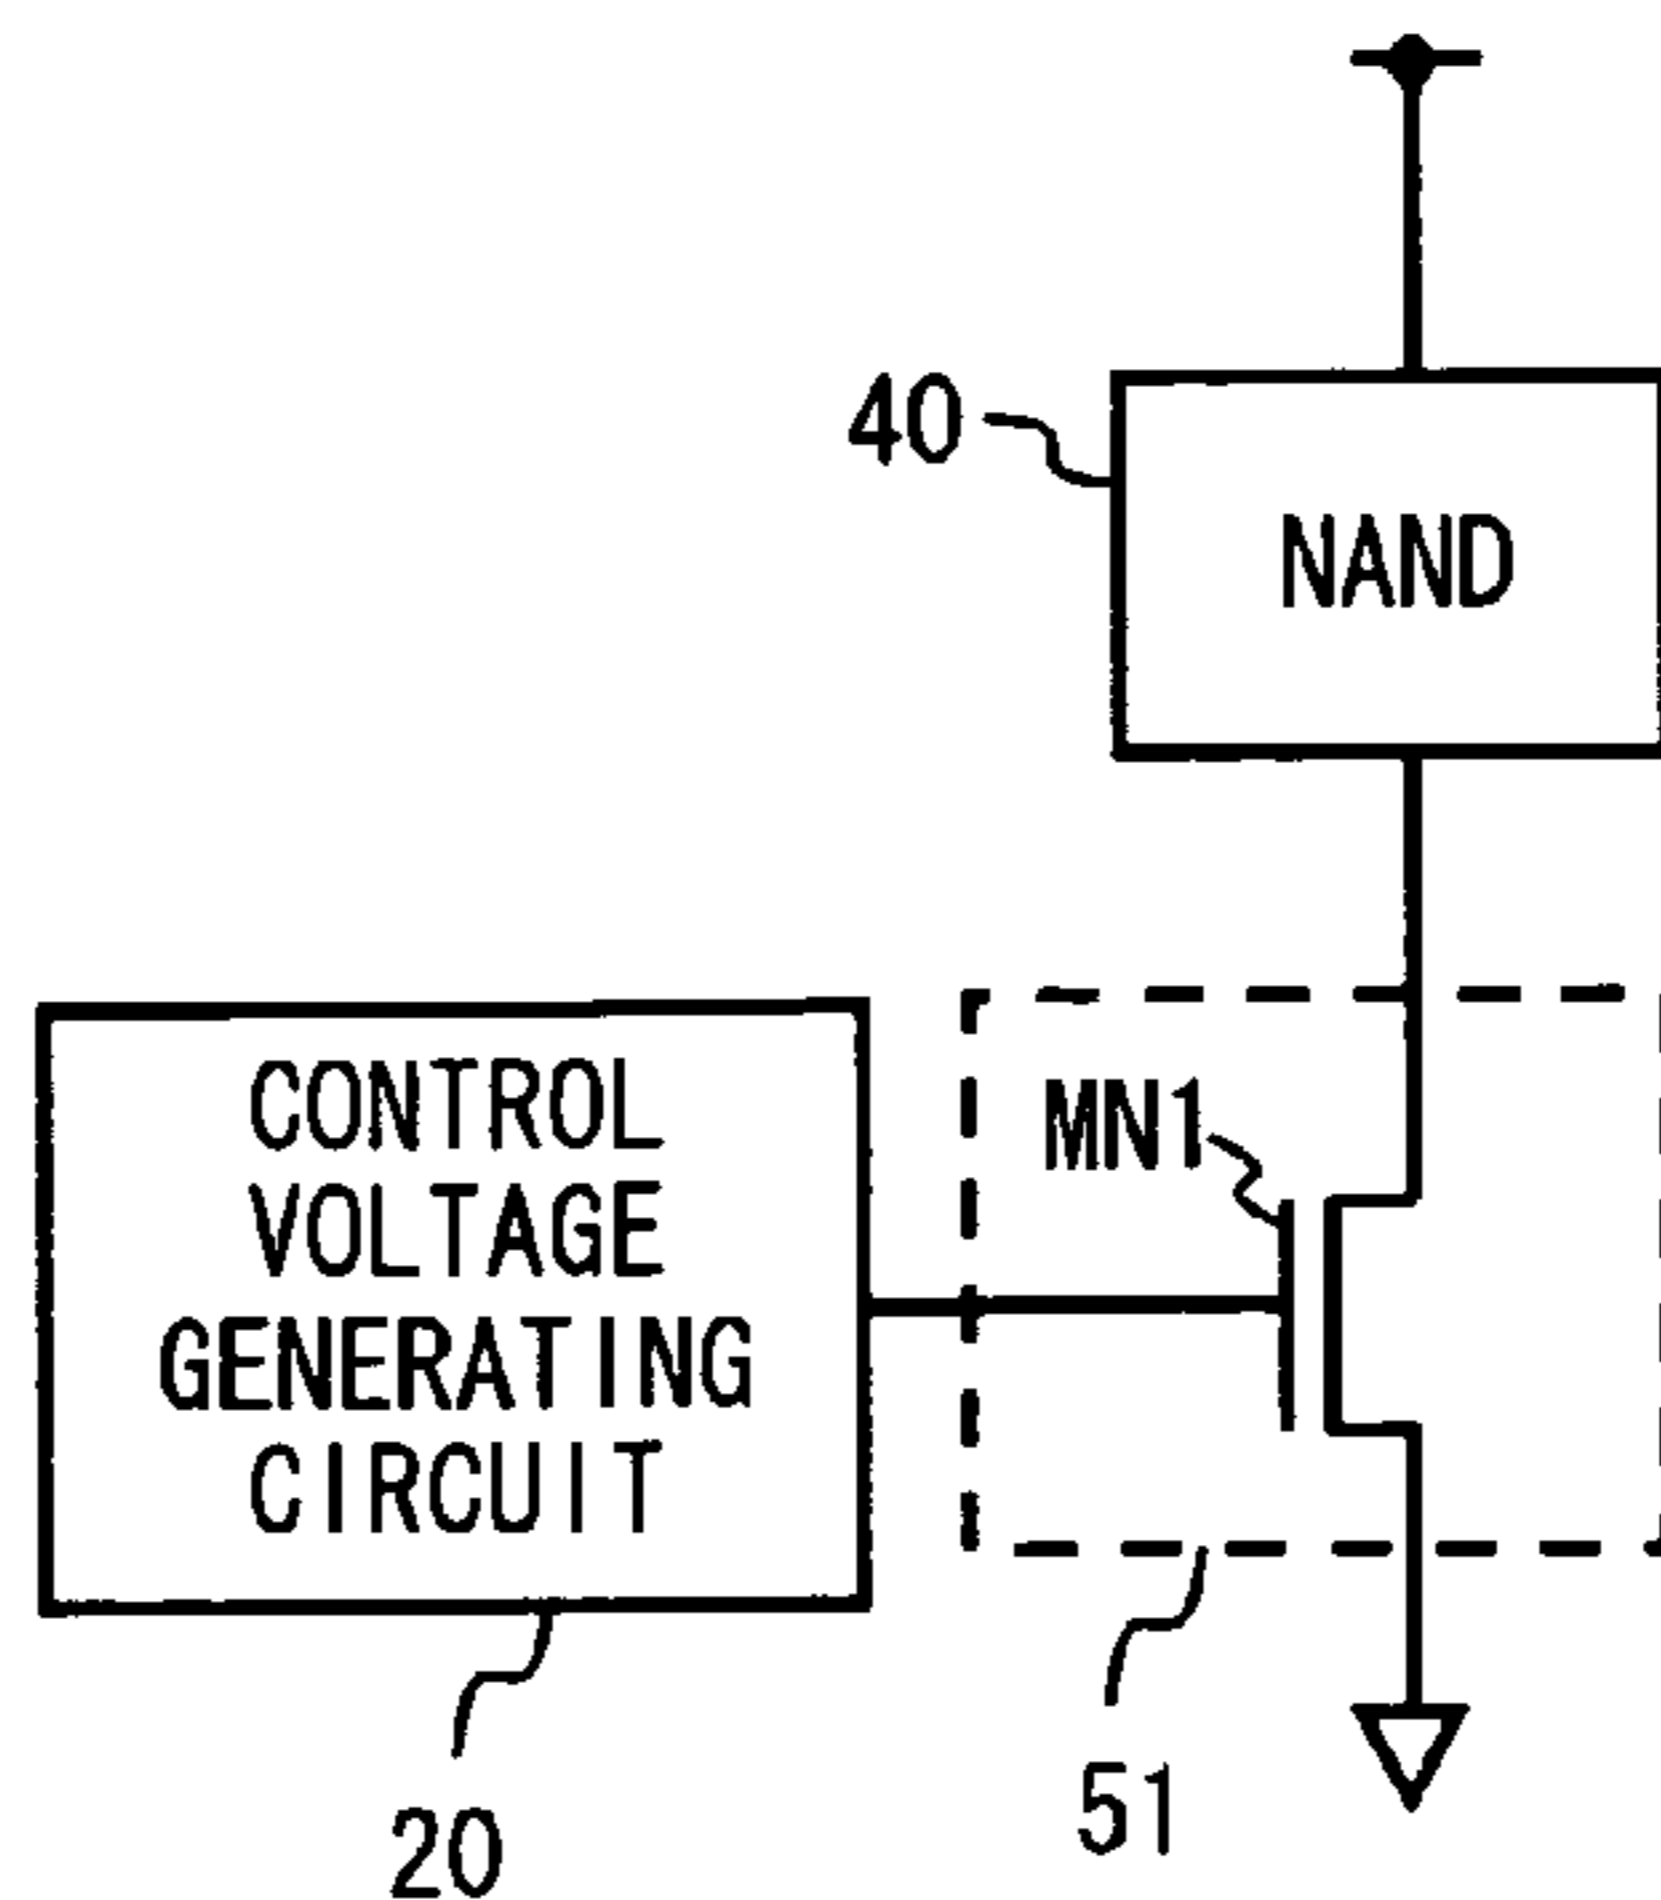 40
NAND
MN1
CONTROL
VOLTAGE
GENERATING
CIRCUIT
51
20